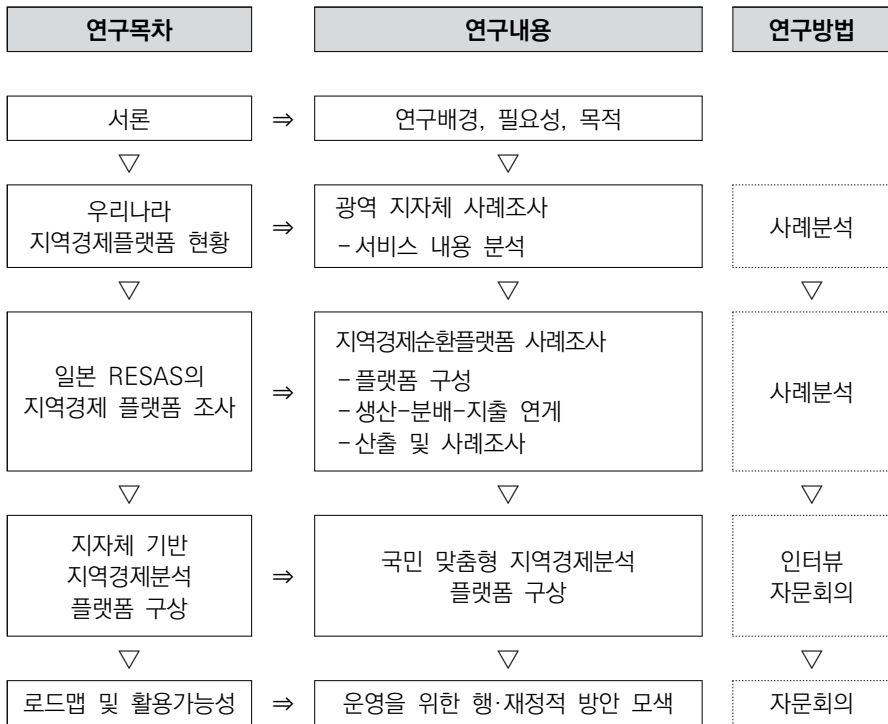 연구목차 연구내용 연구방법
서론 ⇒ 연구배경, 필요성, 목적
▽ ▽
우리나라
지역경제플랫폼 현황
⇒
광역 지자체 사례조사
-서비스 내용 분석
사례분석
▽ ▽ ▽
일본 RESAS의
지역경제 플랫폼 조사
⇒
지역경제순환플랫폼 사례조사
-플랫폼 구성
-생산-분배-지출 연게
-산출 및 사례조사
사례분석
▽ ▽ ▽
지자체 기반
지역경제분석
플랫폼 구상
⇒
국민 맞춤형 지역경제분석
플랫폼 구상
인터뷰
자문회의
▽ ▽ ▽
로드맵 및 활용가능성 ⇒ 운영을 위한 행·재정적 방안 모색 자문회의